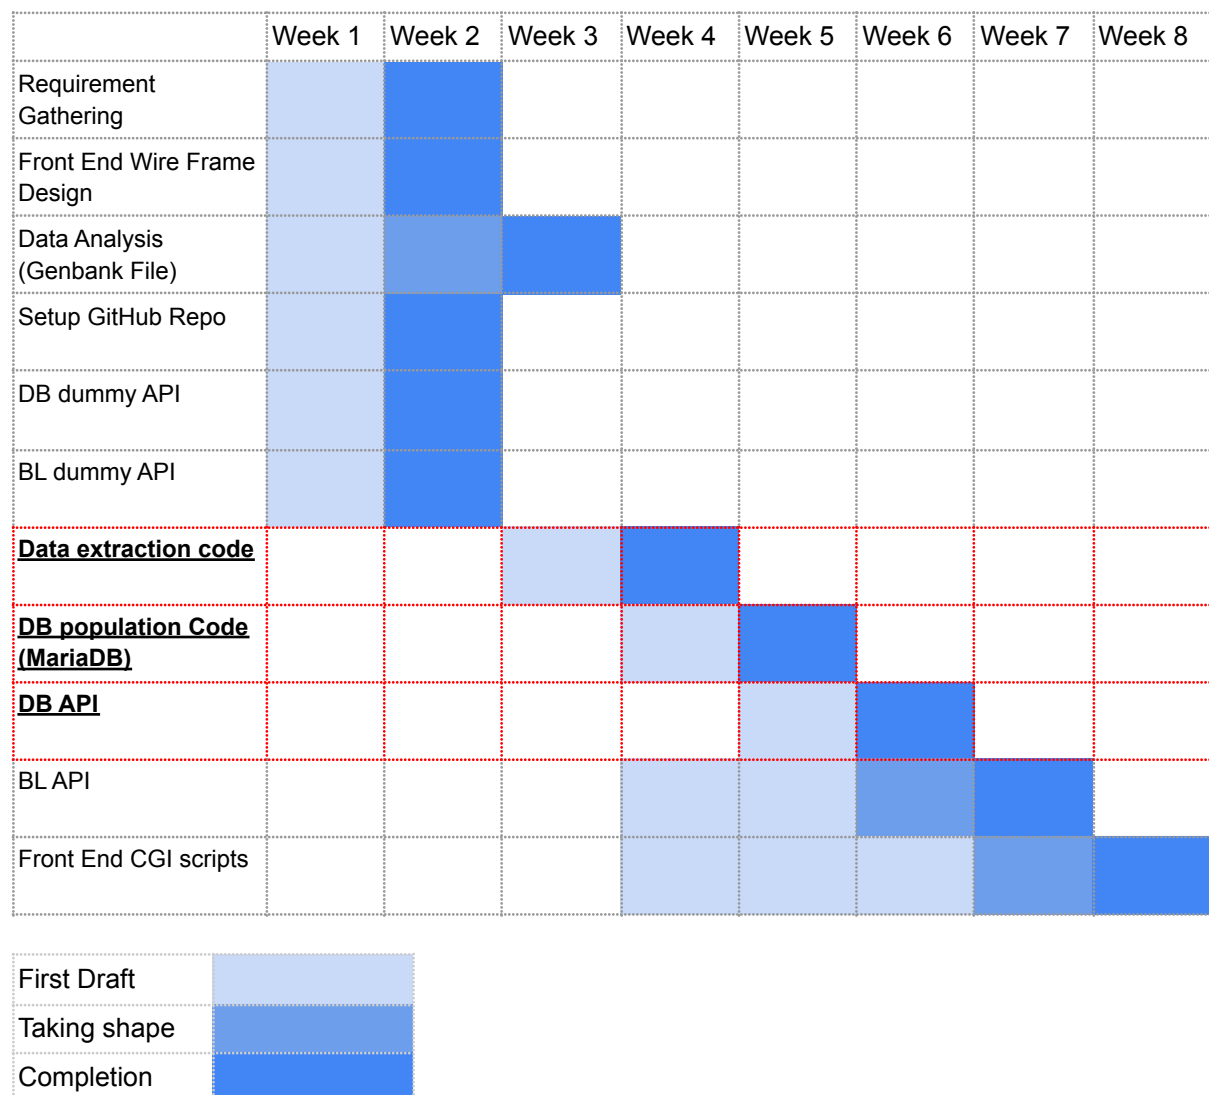 Week 1 Week 2 Week 3 Week 4 Week 5 Week 6 Week 7 Week 8
Requirement
Gathering
Front End Wire Frame
Design
Data Analysis
(Genbank File)
Setup GitHub Repo
DB dummy API
BL dummy API
Data extraction code
DB population Code
(MariaDB)
DB API
BL API
Front End CGI scripts
First Draft
Taking shape
Completion